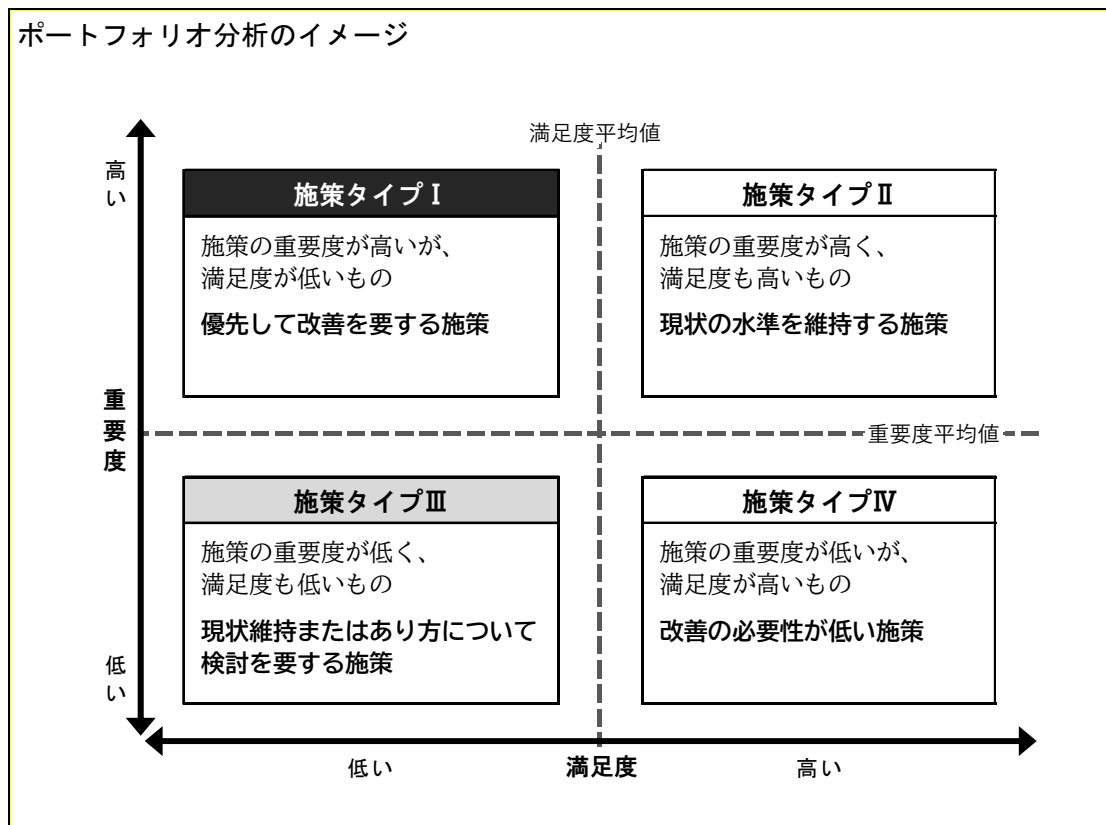 ポートフォリオ分析のイメージ
満足度平均値
高い
施策タイプⅠ
施策の重要度が高いが、
満足度が低いもの
優先して改善を要する施策
施策タイプⅡ
施策の重要度が高く、
満足度も高いもの
現状の水準を維持する施策
重要度
重要度平均値
施策タイプⅢ
施策の重要度が低く、
満足度も低いもの
現状維持またはあり方について
検討を要する施策
施策タイプⅣ
施策の重要度が低いが、
満足度が高いもの
改善の必要性が低い施策
低い
低い
満足度
高い